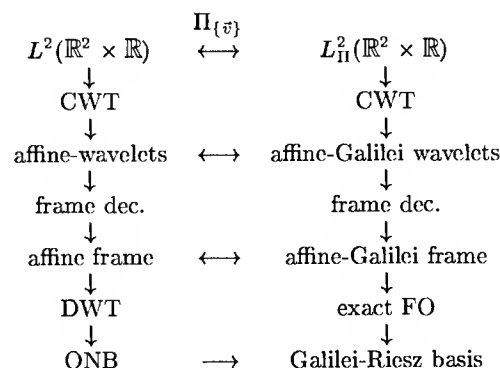 Π{v⃗}
L²(ℝ² × ℝ) ⟷ L²_Π(ℝ² × ℝ)
↓ ↓
CWT CWT
↓ ↓
affine-wavelets ⟷ affine-Galilei wavelets
↓ ↓
frame dec. frame dec.
↓ ↓
affine frame ⟷ affine-Galilei frame
↓ ↓
DWT exact FO
↓ ↓
ONB ⟶ Galilei-Riesz basis